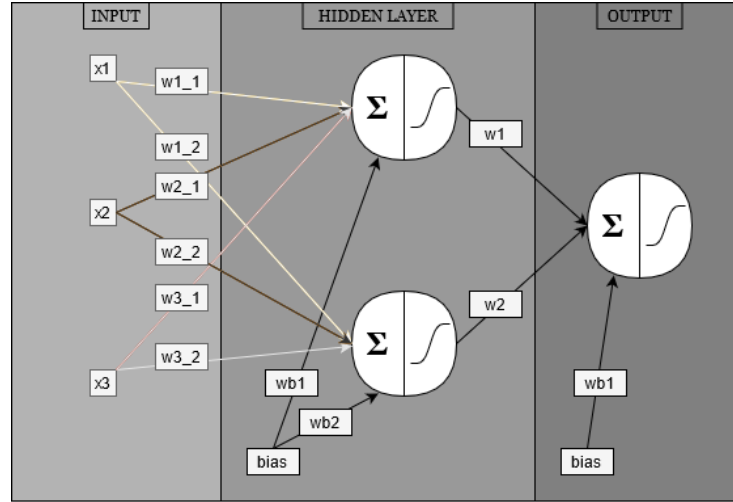 INPUT
HIDDEN LAYER
OUTPUT
x1
w1_1
Σ
w1
w1_2
w2_1
x2
Σ
w2_2
w3_1
w2
x3
w3_2
Σ
wb1
wb1
wb2
bias
bias